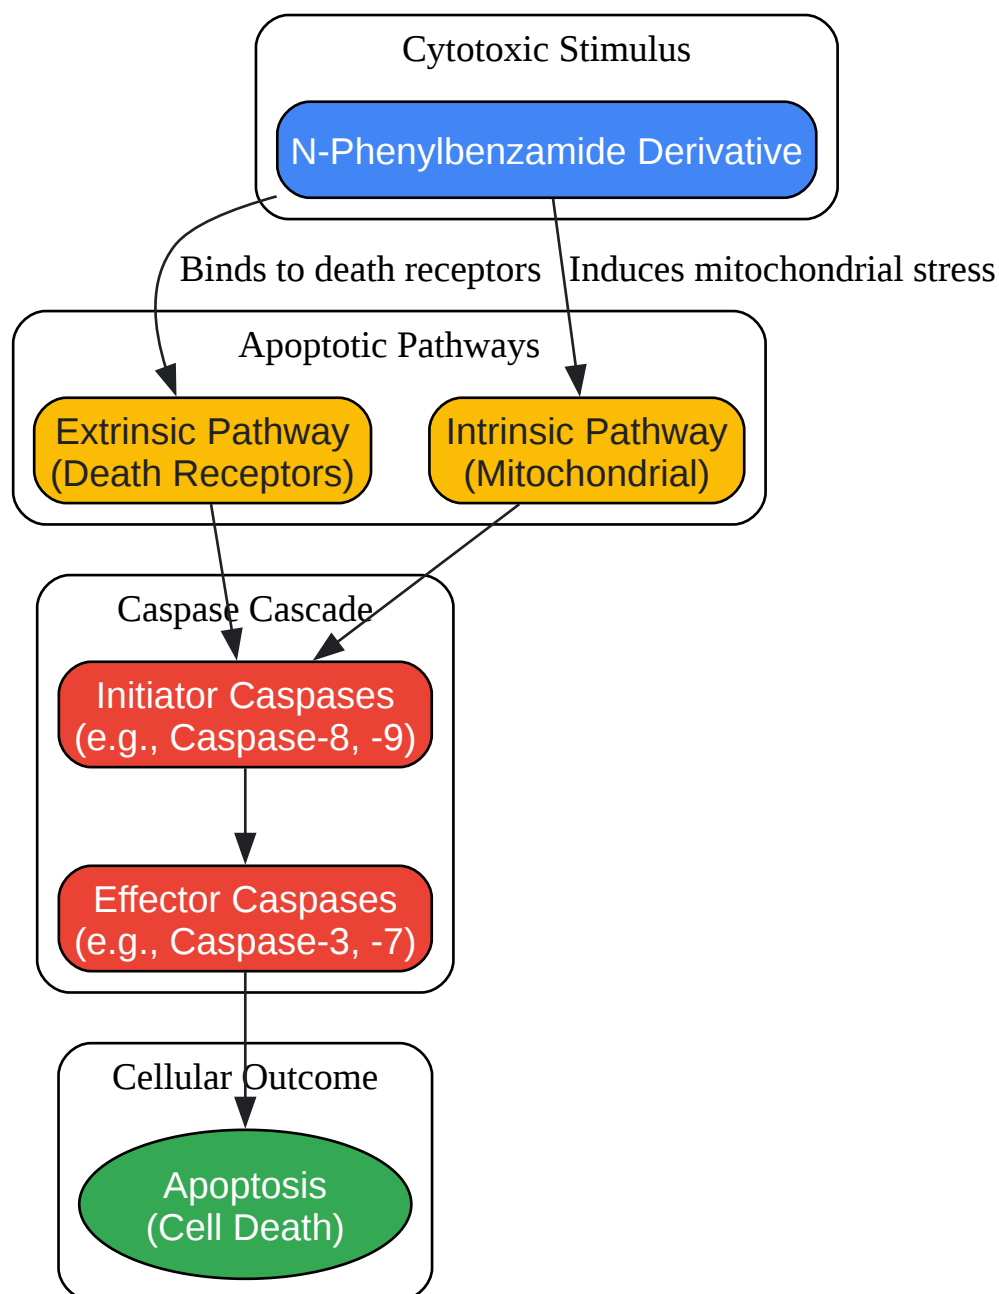 Cytotoxic Stimulus
N-Phenylbenzamide Derivative
Binds to death receptors
Induces mitochondrial stress
Apoptotic Pathways
Extrinsic Pathway
(Death Receptors)
Intrinsic Pathway
(Mitochondrial)
Caspase Cascade
Initiator Caspases
(e.g., Caspase-8, -9)
Effector Caspases
(e.g., Caspase-3, -7)
Cellular Outcome
Apoptosis
(Cell Death)